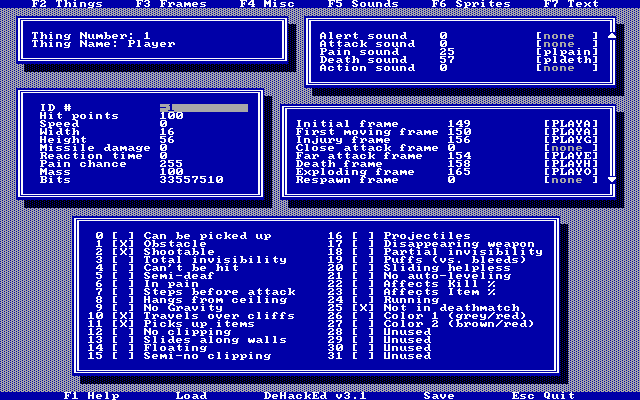 F2 Things F3 Frames F4 Misc F5 Sounds F6 Sprites F7 Text
Thing Number: 1
Thing Name: Player
Alert sound 0 [none ]
Attack sound 0 [none ]
Pain sound 25 [plpain]
Death sound 57 [pldeth]
Action sound 0 [none ]
ID # -1
Hit points 100
Speed 0
Width 16
Height 56
Missile damage 0
Reaction time 0
Pain chance 255
Mass 100
Bits 33557510
Initial frame 149 [PLAYA]
First moving frame 150 [PLAYA]
Injury frame 156 [PLAYG]
Close attack frame 0 [none ]
Far attack frame 154 [PLAYE]
Death frame 158 [PLAYH]
Exploding frame 165 [PLAYO]
Respawn frame 0 [none ]
0 [ ] Can be picked up
1 [X] Obstacle
2 [X] Shootable
3 [ ] Total invisibility
4 [ ] Can't be hit
5 [ ] Semi-deaf
6 [ ] In pain
7 [ ] Steps before attack
8 [ ] Hangs from ceiling
9 [ ] No Gravity
10 [X] Travels over cliffs
11 [X] Picks up items
12 [ ] No clipping
13 [ ] Slides along walls
14 [ ] Floating
15 [ ] Semi-no clipping
16 [ ] Projectiles
17 [ ] Disappearing weapon
18 [ ] Partial invisibility
19 [ ] Puffs (vs. bleeds)
20 [ ] Sliding helpless
21 [ ] No auto-leveling
22 [ ] Affects Kill %
23 [ ] Affects Item %
24 [ ] Running
25 [X] Not in deathmatch
26 [ ] Color 1 (grey/red)
27 [ ] Color 2 (brown/red)
28 [ ] Unused
29 [ ] Unused
30 [ ] Unused
31 [ ] Unused
F1 Help Load DeHackEd v3.1 Save Esc Quit